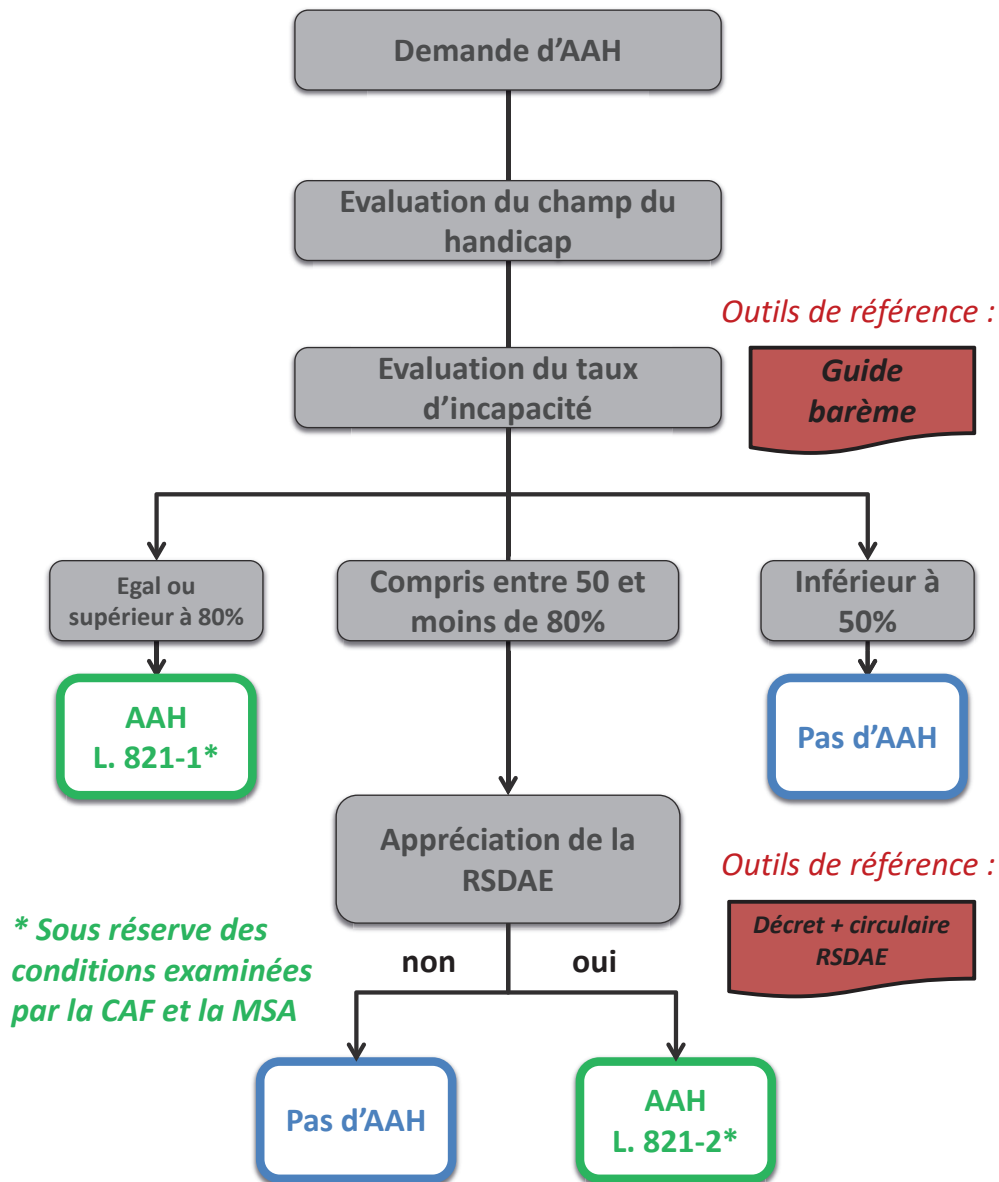 Demande d’AAH
Evaluation du champ du
handicap
Outils de référence :
Evaluation du taux
d’incapacité
Guide
barème
Egal ou
supérieur à 80%
Compris entre 50 et
moins de 80%
Inférieur à
50%
AAH
L. 821-1*
Pas d’AAH
Appréciation de la
RSDAE
Outils de référence :
Décret + circulaire
RSDAE
* Sous réserve des
conditions examinées
par la CAF et la MSA
non
oui
Pas d’AAH
AAH
L. 821-2*